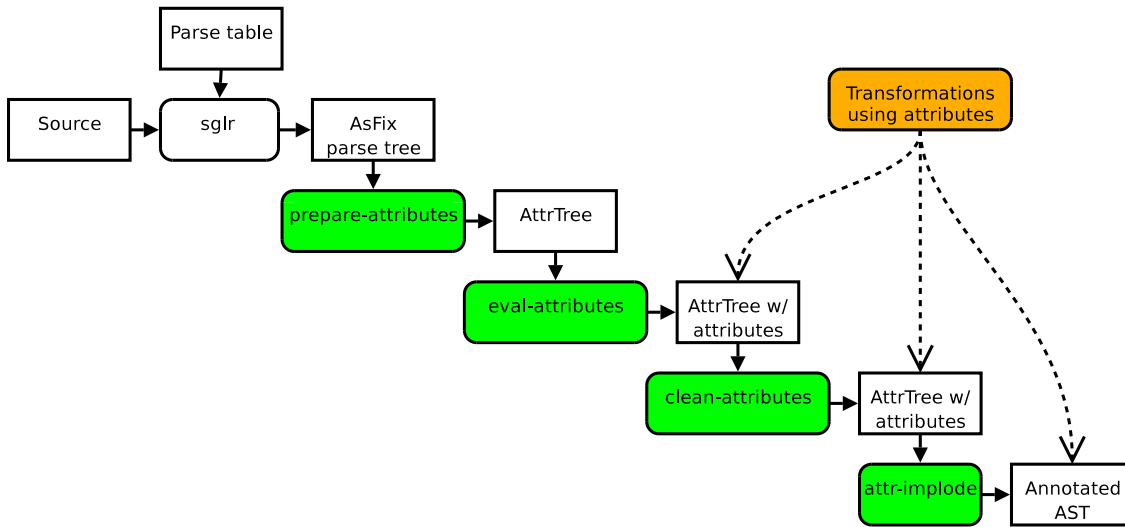 Parse table
Source
sglr
AsFix
parse tree
Transformations
using attributes
prepare-attributes
AttrTree
eval-attributes
AttrTree w/
attributes
clean-attributes
AttrTree w/
attributes
attr-implode
Annotated
AST